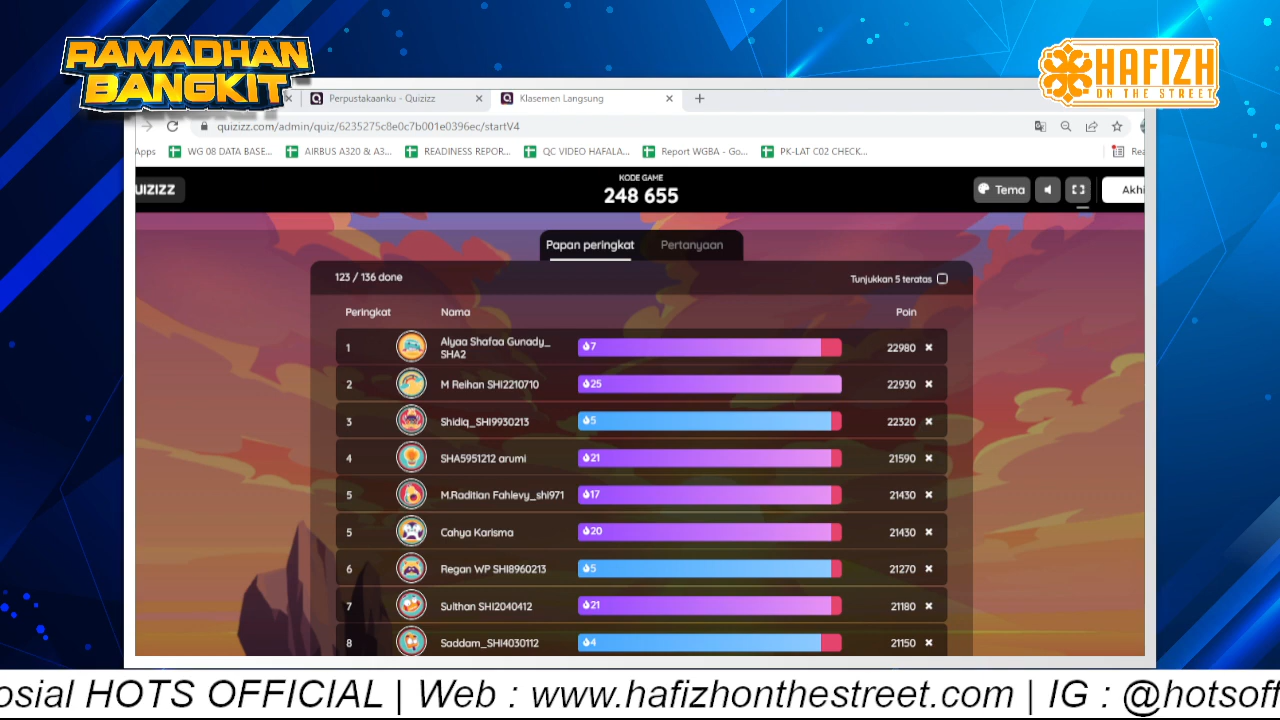 RAMADHAN
BANGKIT
HAFIZH
ON THE STREET
Perpustakaanku - Quizizz
Klasemen Langsung
quizizz.com/admin/quiz/6235275c8e0c7b001e0396ec/startV4
Apps
WG 08 DATA BASE...
AIRBUS A320 & A3...
READINESS REPOR...
QC VIDEO HAFALA...
Report WGBA - Go...
PK-LAT C02 CHECK...
Rea
UIZIZZ
KODE GAME
248 655
Tema
Akhi
Papan peringkat
Pertanyaan
123 / 136 done
Tunjukkan 5 teratas
Peringkat Nama Poin
1 Alyaa Shafaa Gunady_ SHA2 7 22980
2 M Reihan SHI2210710 25 22930
3 Shidiq_SHI9930213 5 22320
4 SHA5951212 arumi 21 21590
5 M.Raditian Fahlevy_shi971 17 21430
5 Cahya Karisma 20 21430
6 Regan WP SHI8960213 5 21270
7 Sulthan SHI2040412 21 21180
8 Saddam_SHI4030112 4 21150
osial HOTS OFFICIAL | Web : www.hafizhonthestreet.com | IG : @hotsoff